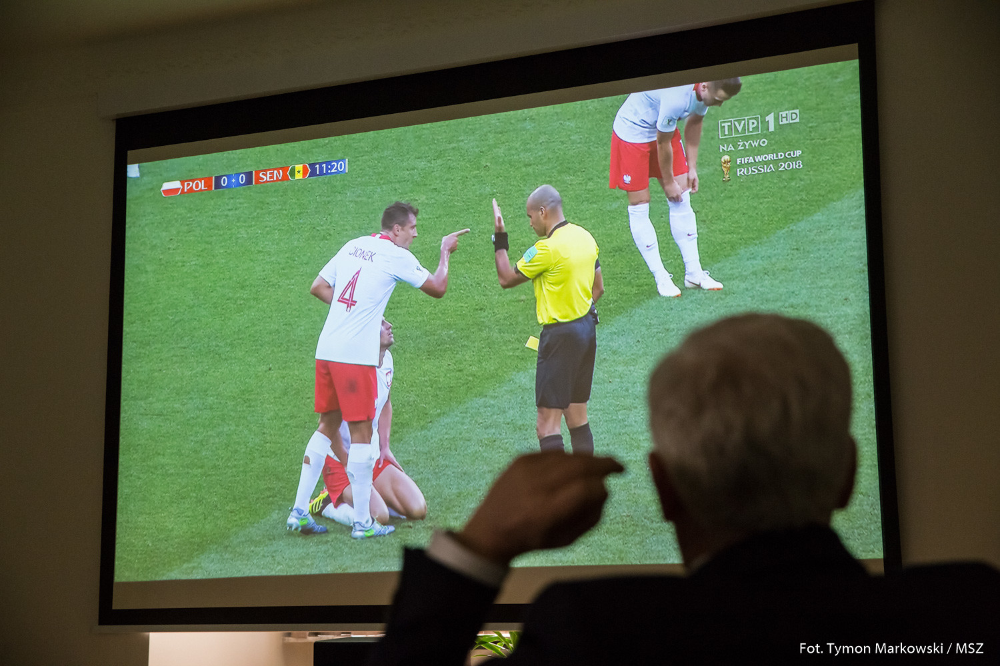 TVP 1 HD
NA ŻYWO
FIFA WORLD CUP
RUSSIA 2018
POL 0 0 SEN 11:20
CIONEK
4
Fot. Tymon Markowski / MSZ